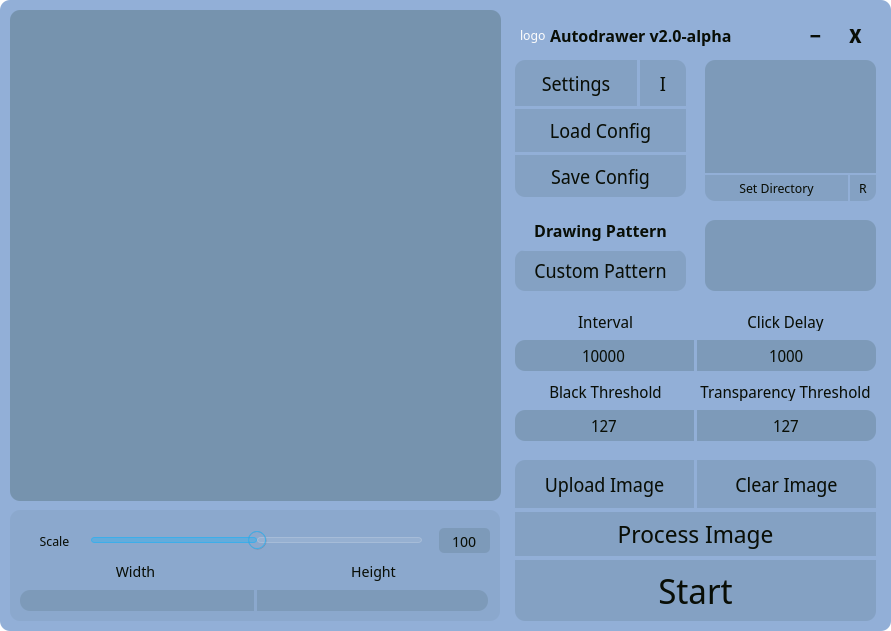 logo Autodrawer v2.0-alpha − X
Settings I
Load Config
Save Config
Set Directory R
Drawing Pattern
Custom Pattern
Interval Click Delay
10000 1000
Black Threshold Transparency Threshold
127 127
Upload Image Clear Image
Process Image
Start
Scale 100
Width Height